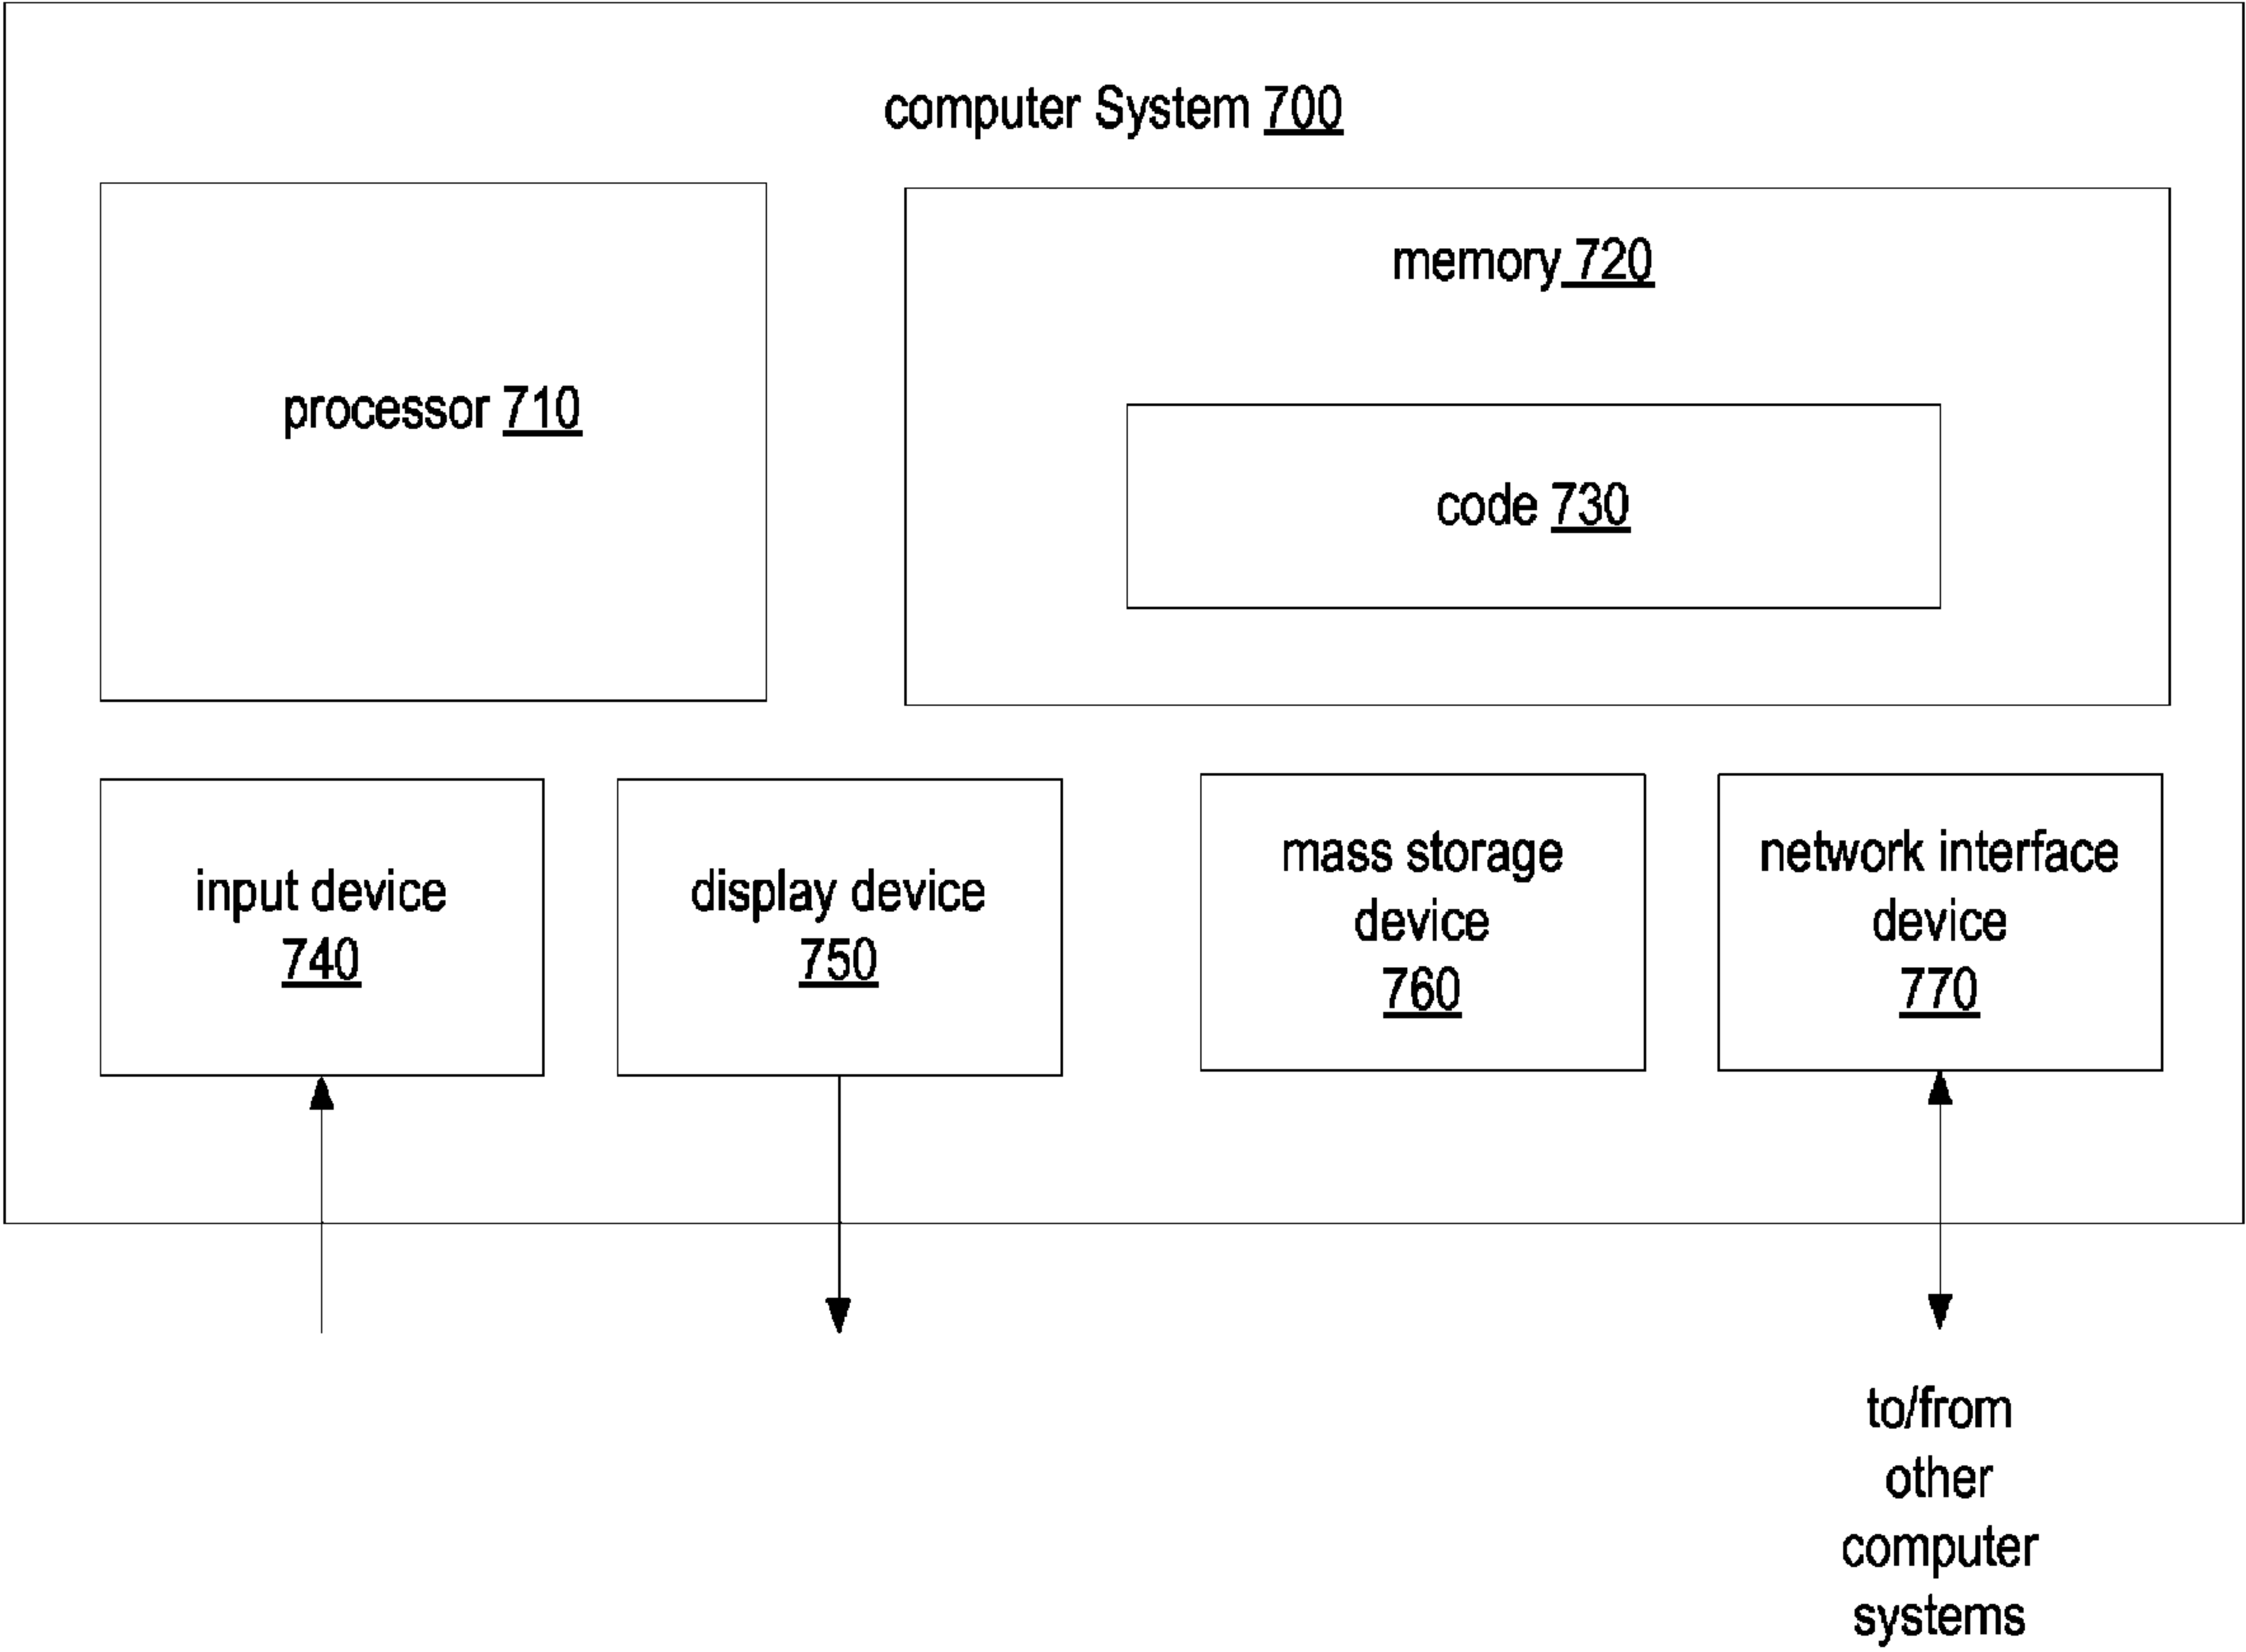 computer System 700
processor 710
memory 720
code 730
input device
740
display device
750
mass storage
device
760
network interface
device
770
to/from
other
computer
systems